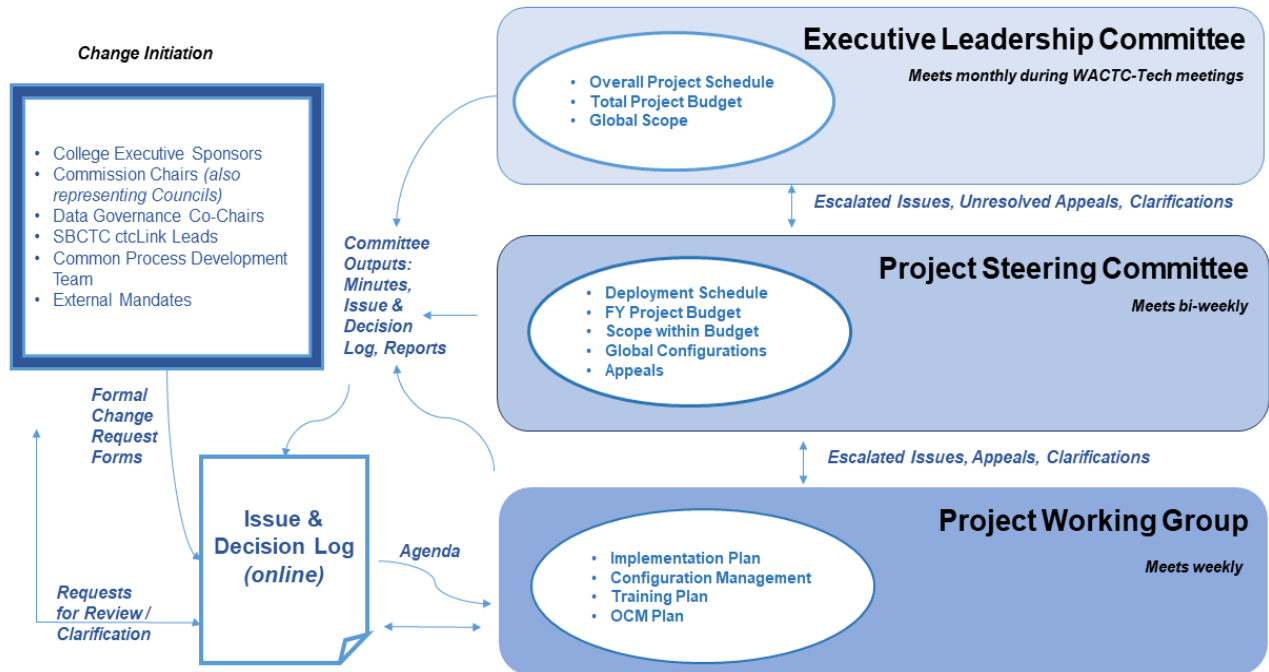 Change Initiation
• College Executive Sponsors
• Commission Chairs (also
representing Councils)
• Data Governance Co-Chairs
• SBCTC ctcLink Leads
• Common Process Development
Team
• External Mandates
Executive Leadership Committee
Meets monthly during WACTC-Tech meetings
• Overall Project Schedule
• Total Project Budget
• Global Scope
Escalated Issues, Unresolved Appeals, Clarifications
Committee
Outputs:
Minutes,
Issue &
Decision
Log, Reports
Project Steering Committee
Meets bi-weekly
• Deployment Schedule
• FY Project Budget
• Scope within Budget
• Global Configurations
• Appeals
Escalated Issues, Appeals, Clarifications
Formal
Change
Request
Forms
Issue &
Decision Log
(online)
Agenda
Requests
for Review /
Clarification
Project Working Group
Meets weekly
• Implementation Plan
• Configuration Management
• Training Plan
• OCM Plan